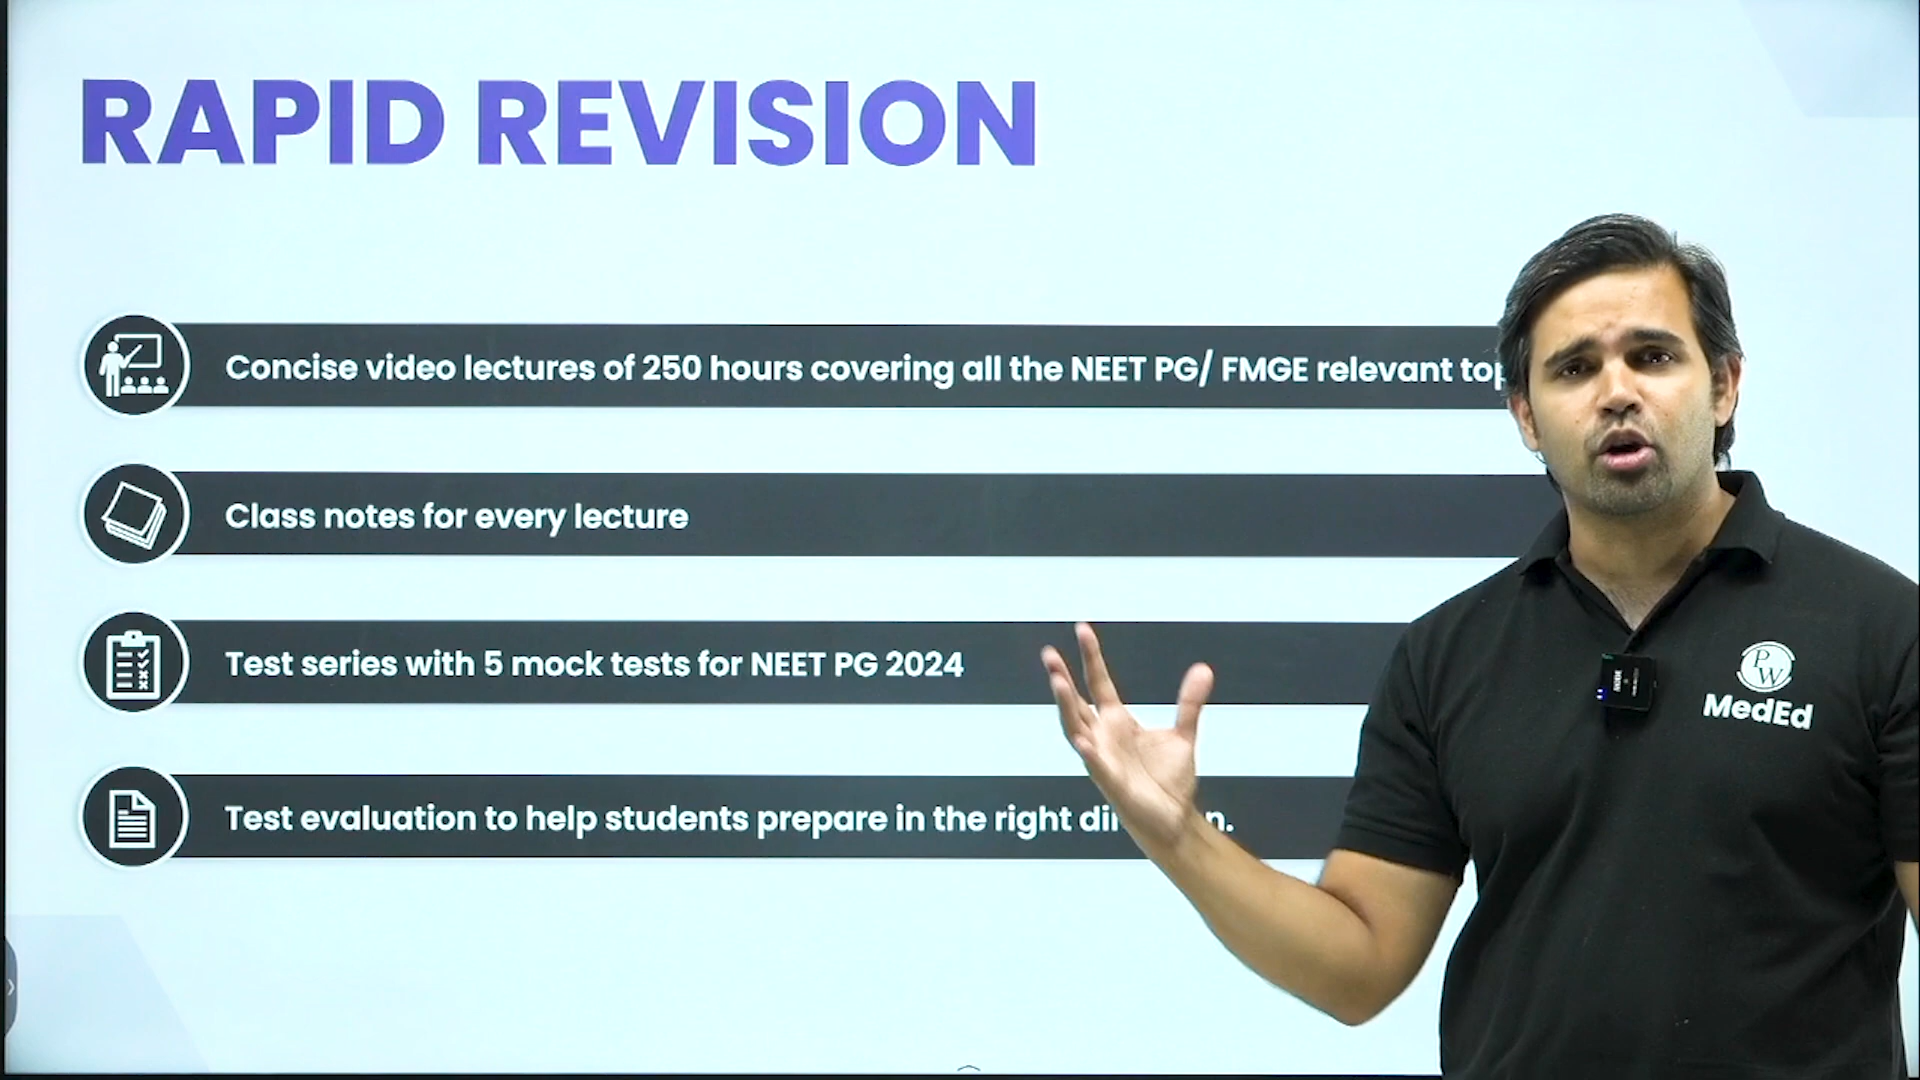 RAPID REVISION
Concise video lectures of 250 hours covering all the NEET PG/ FMGE relevant
Class notes for every lecture
Test series with 5 mock tests for NEET PG 2024
Test evaluation to help students prepare in the right
PW
MedEd